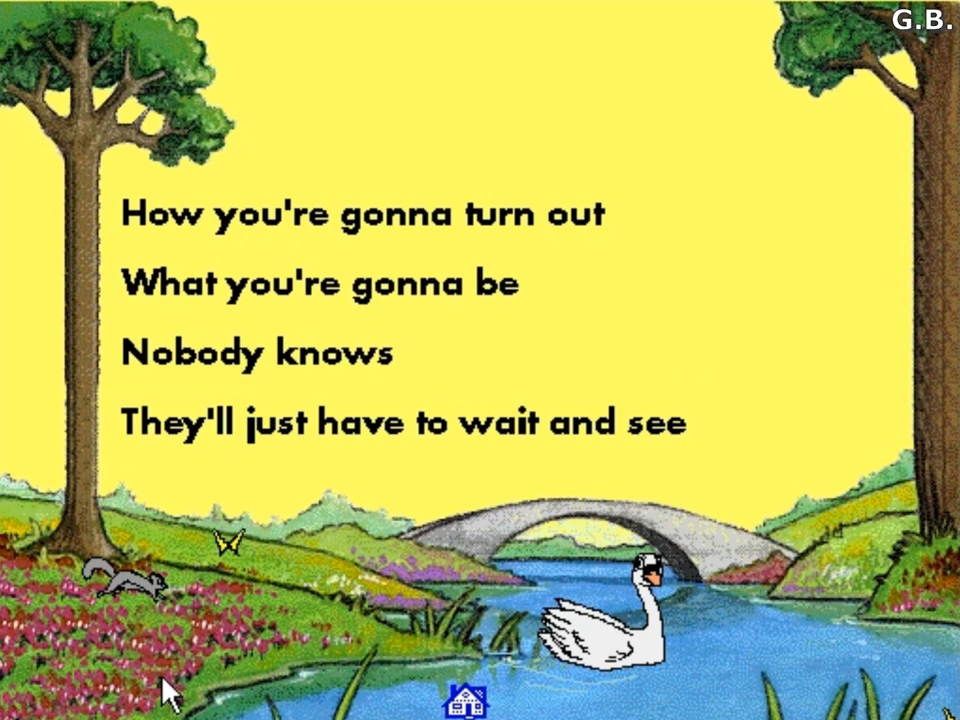 G.B.
How you're gonna turn out
What you're gonna be
Nobody knows
They'll just have to wait and see